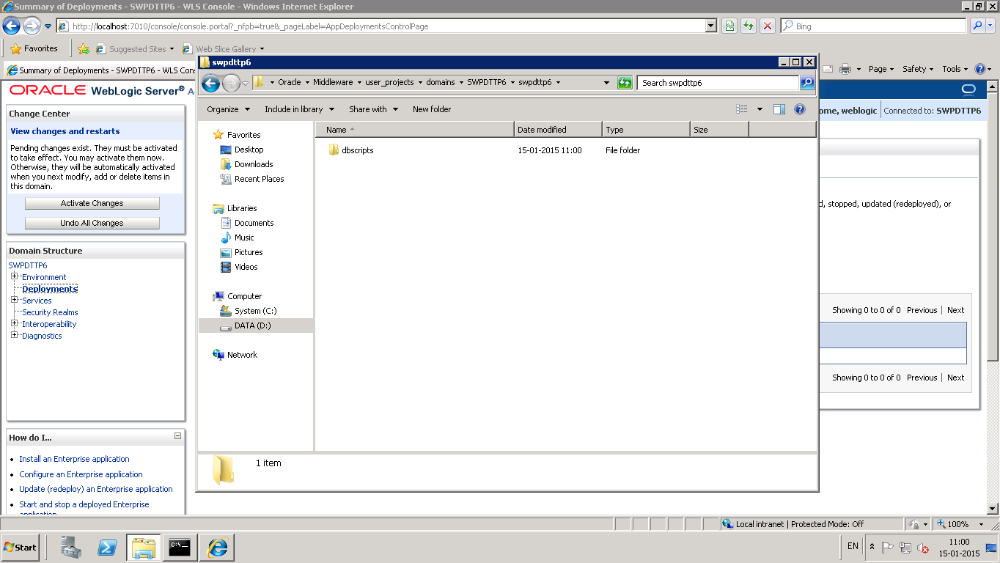 Summary of Deployments - SWPDTTP6 - WLS Console - Windows Internet Explorer
http://localhost:7010/console/console.portal?_nfpb=true&_pageLabel=AppDeploymentsControlPage
Bing
Favorites
Suggested Sites
Web Slice Gallery
Summary of Deployments - SWPDTTP6 - WLS Con
Page
Safety
Tools
ORACLE WebLogic Server® A
ome, weblogic
Connected to: SWPDTTP6
Change Center
View changes and restarts
Pending changes exist. They must be activated
to take effect. You may activate them now.
Otherwise, they will be automatically activated
when you next modify, add or delete items in
this domain.
Activate Changes
Undo All Changes
Domain Structure
SWPDTTP6
Environment
Deployments
Services
Security Realms
Interoperability
Diagnostics
How do I...
Install an Enterprise application
Configure an Enterprise application
Update (redeploy) an Enterprise application
Start and stop a deployed Enterprise
application
swpdttp6
Oracle
Middleware
user_projects
domains
SWPDTTP6
swpdttp6
Search swpdttp6
Organize
Include in library
Share with
New folder
Favorites
Desktop
Downloads
Recent Places
Libraries
Documents
Music
Pictures
Videos
Computer
System (C:)
DATA (D:)
Network
Name
Date modified
Type
Size
dbscripts
15-01-2015 11:00
File folder
1 item
d, stopped, updated (redeployed), or
Showing 0 to 0 of 0 Previous | Next
Showing 0 to 0 of 0 Previous | Next
Local intranet | Protected Mode: Off
100%
Start
C:\
EN
11:00
15-01-2015